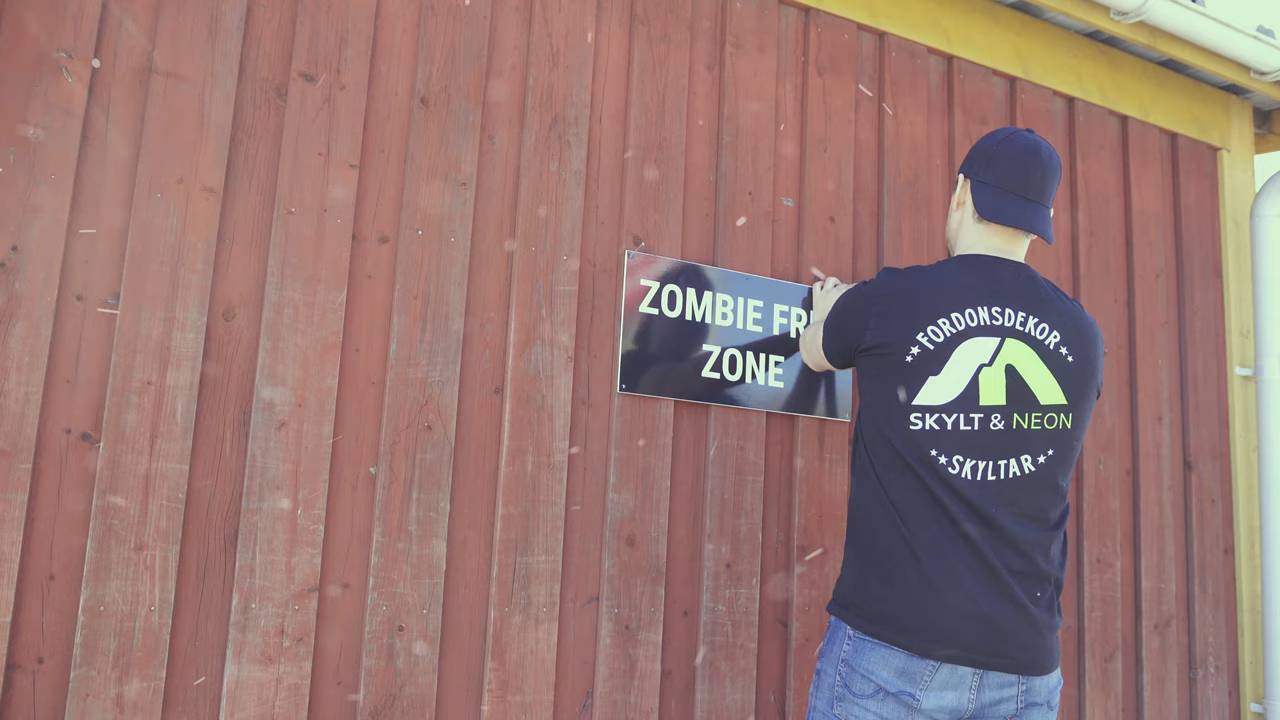 ZOMBIE FR
ZONE
FORDONSDEKOR
SKYLT & NEON
SKYLTAR